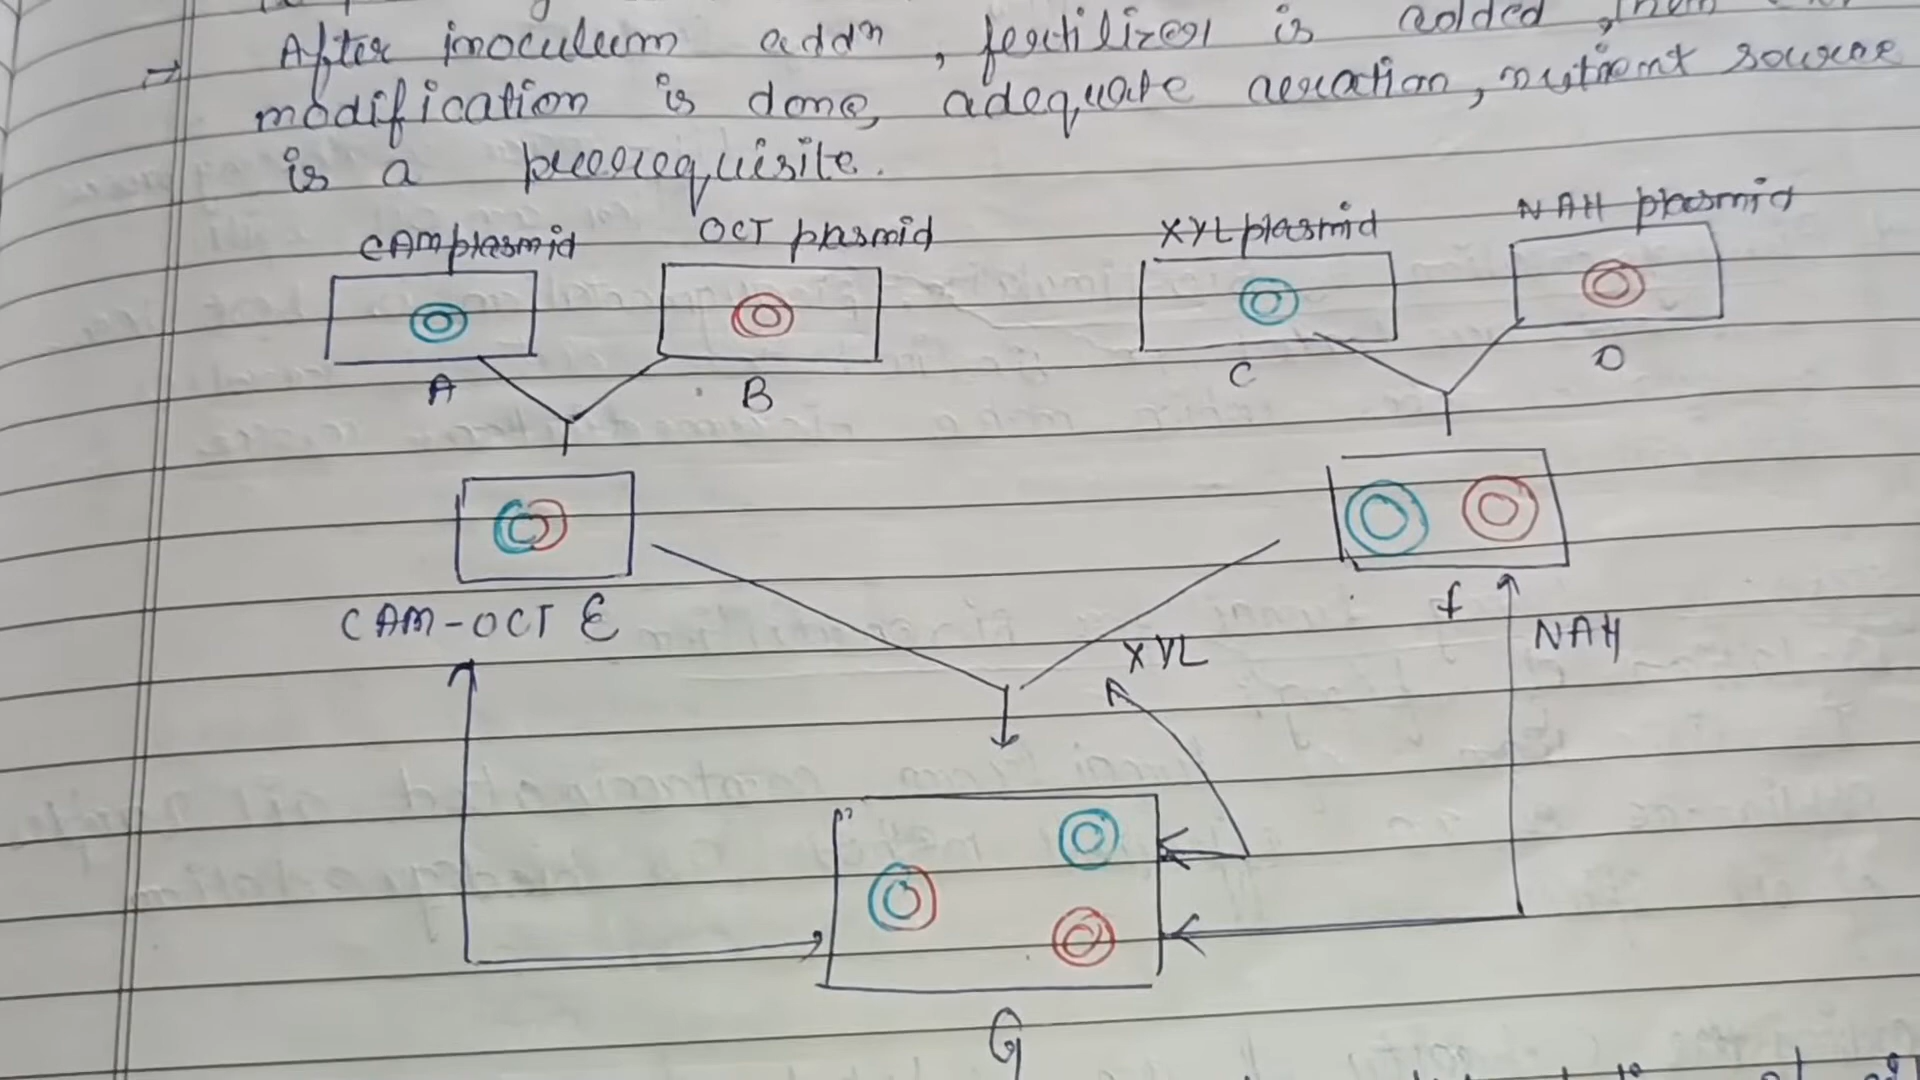 → After inoculum addn, fertilizer is added, then
modification is done, adequate aeration, nutrient source
is a prerequisite.
CAM plasmid OCT plasmid XYL plasmid NAH plasmid
A B C D
CAM-OCT E f
XYL NAH
G